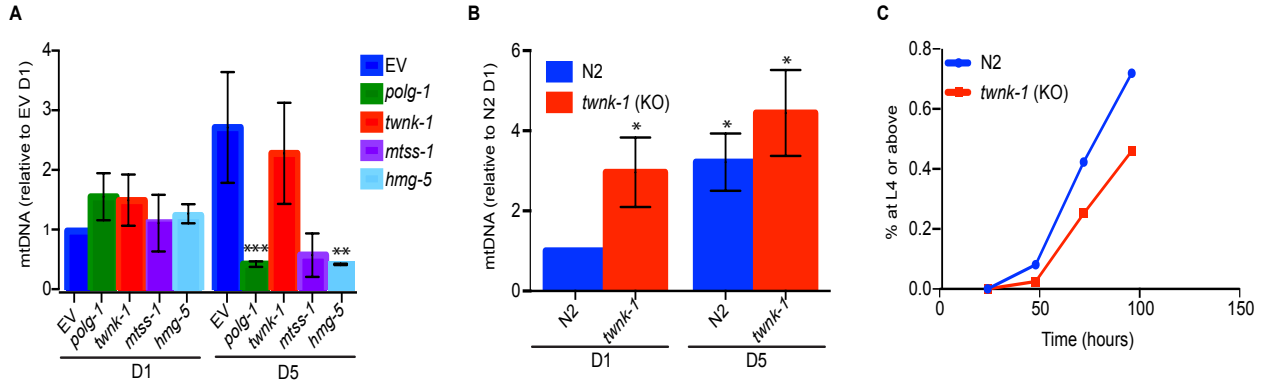 A
mtDNA (relative to EV D1)
4
3
2
1
0
EV
polg-1
twnk-1
mtss-1
hmg-5
***
**
EV
polg-1
twnk-1
mtss-1
hmg-5
EV
polg-1
twnk-1
mtss-1
hmg-5
D1
D5
B
mtDNA (relative to N2 D1)
6
4
2
0
N2
twnk-1 (KO)
*
*
*
N2
twnk-1
N2
twnk-1
D1
D5
C
% at L4 or above
0.8
0.6
0.4
0.2
0.0
N2
twnk-1 (KO)
0
50
100
150
Time (hours)